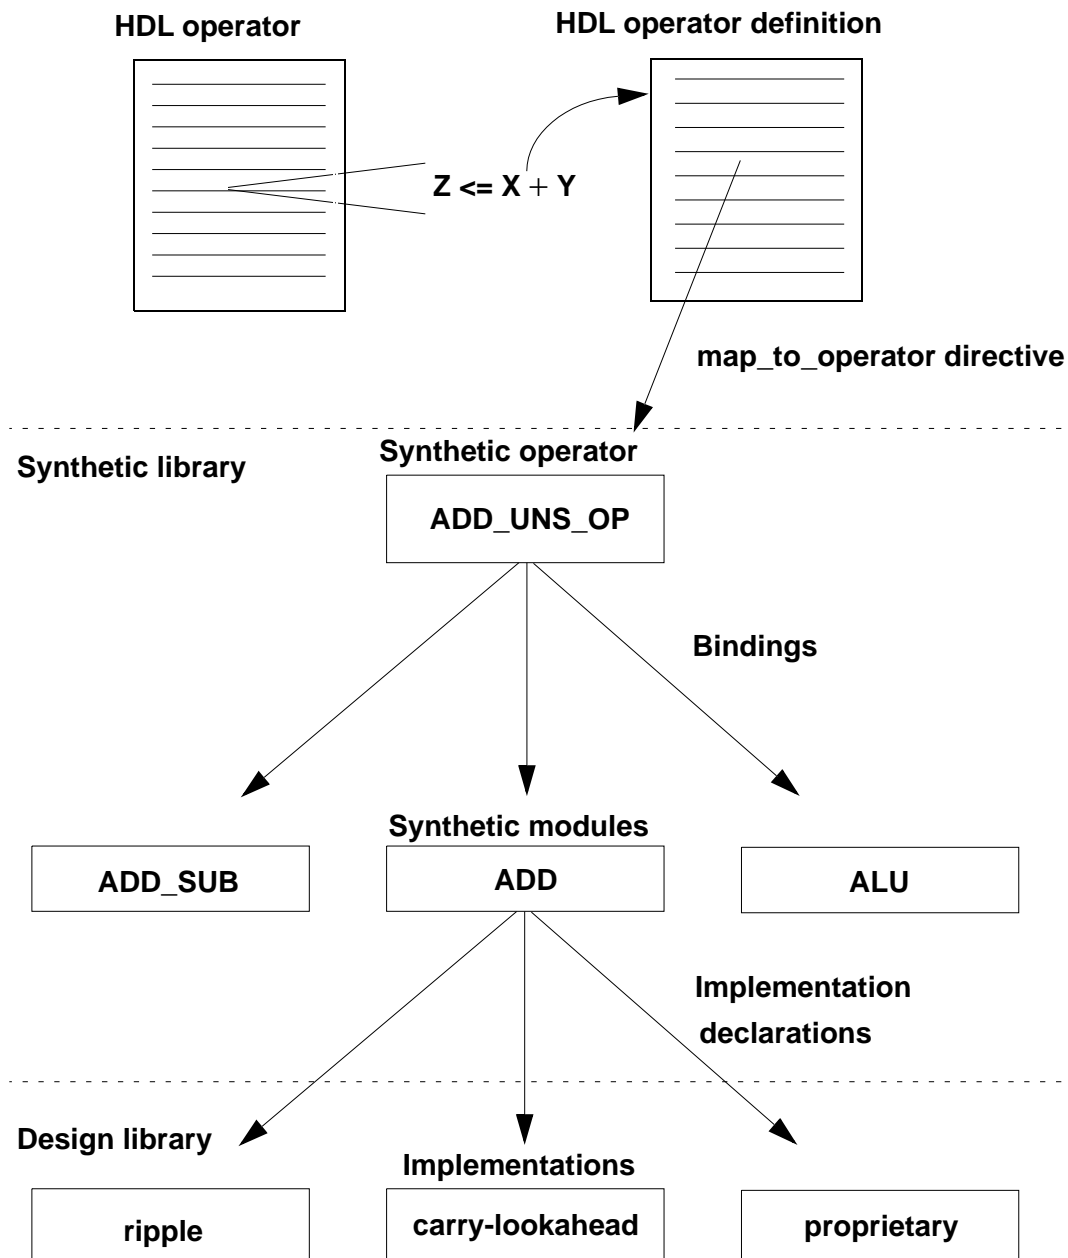 HDL operator
HDL operator definition
Z <= X + Y
map_to_operator directive
Synthetic library
Synthetic operator
ADD_UNS_OP
Bindings
Synthetic modules
ADD_SUB
ADD
ALU
Implementation
declarations
Design library
Implementations
ripple
carry-lookahead
proprietary